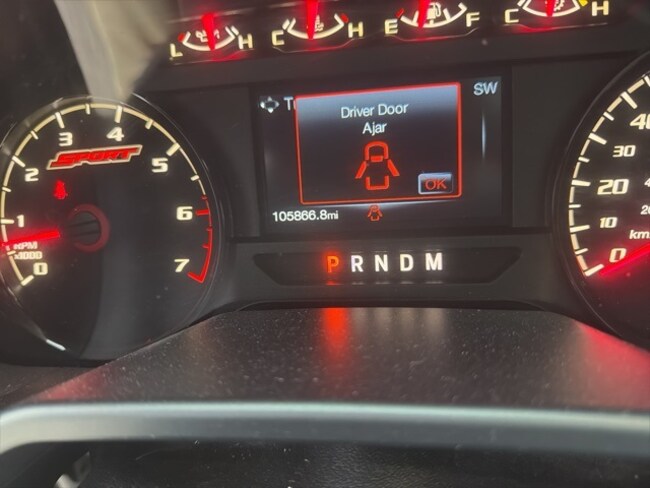 L H
C H
E F
C H
SW
T
Driver Door
Ajar
OK
105866.8mi
SPORT
0
1
2
3
4
5
6
7
RPM
x1000
P R N D M
40
30
20
10
0
20
km